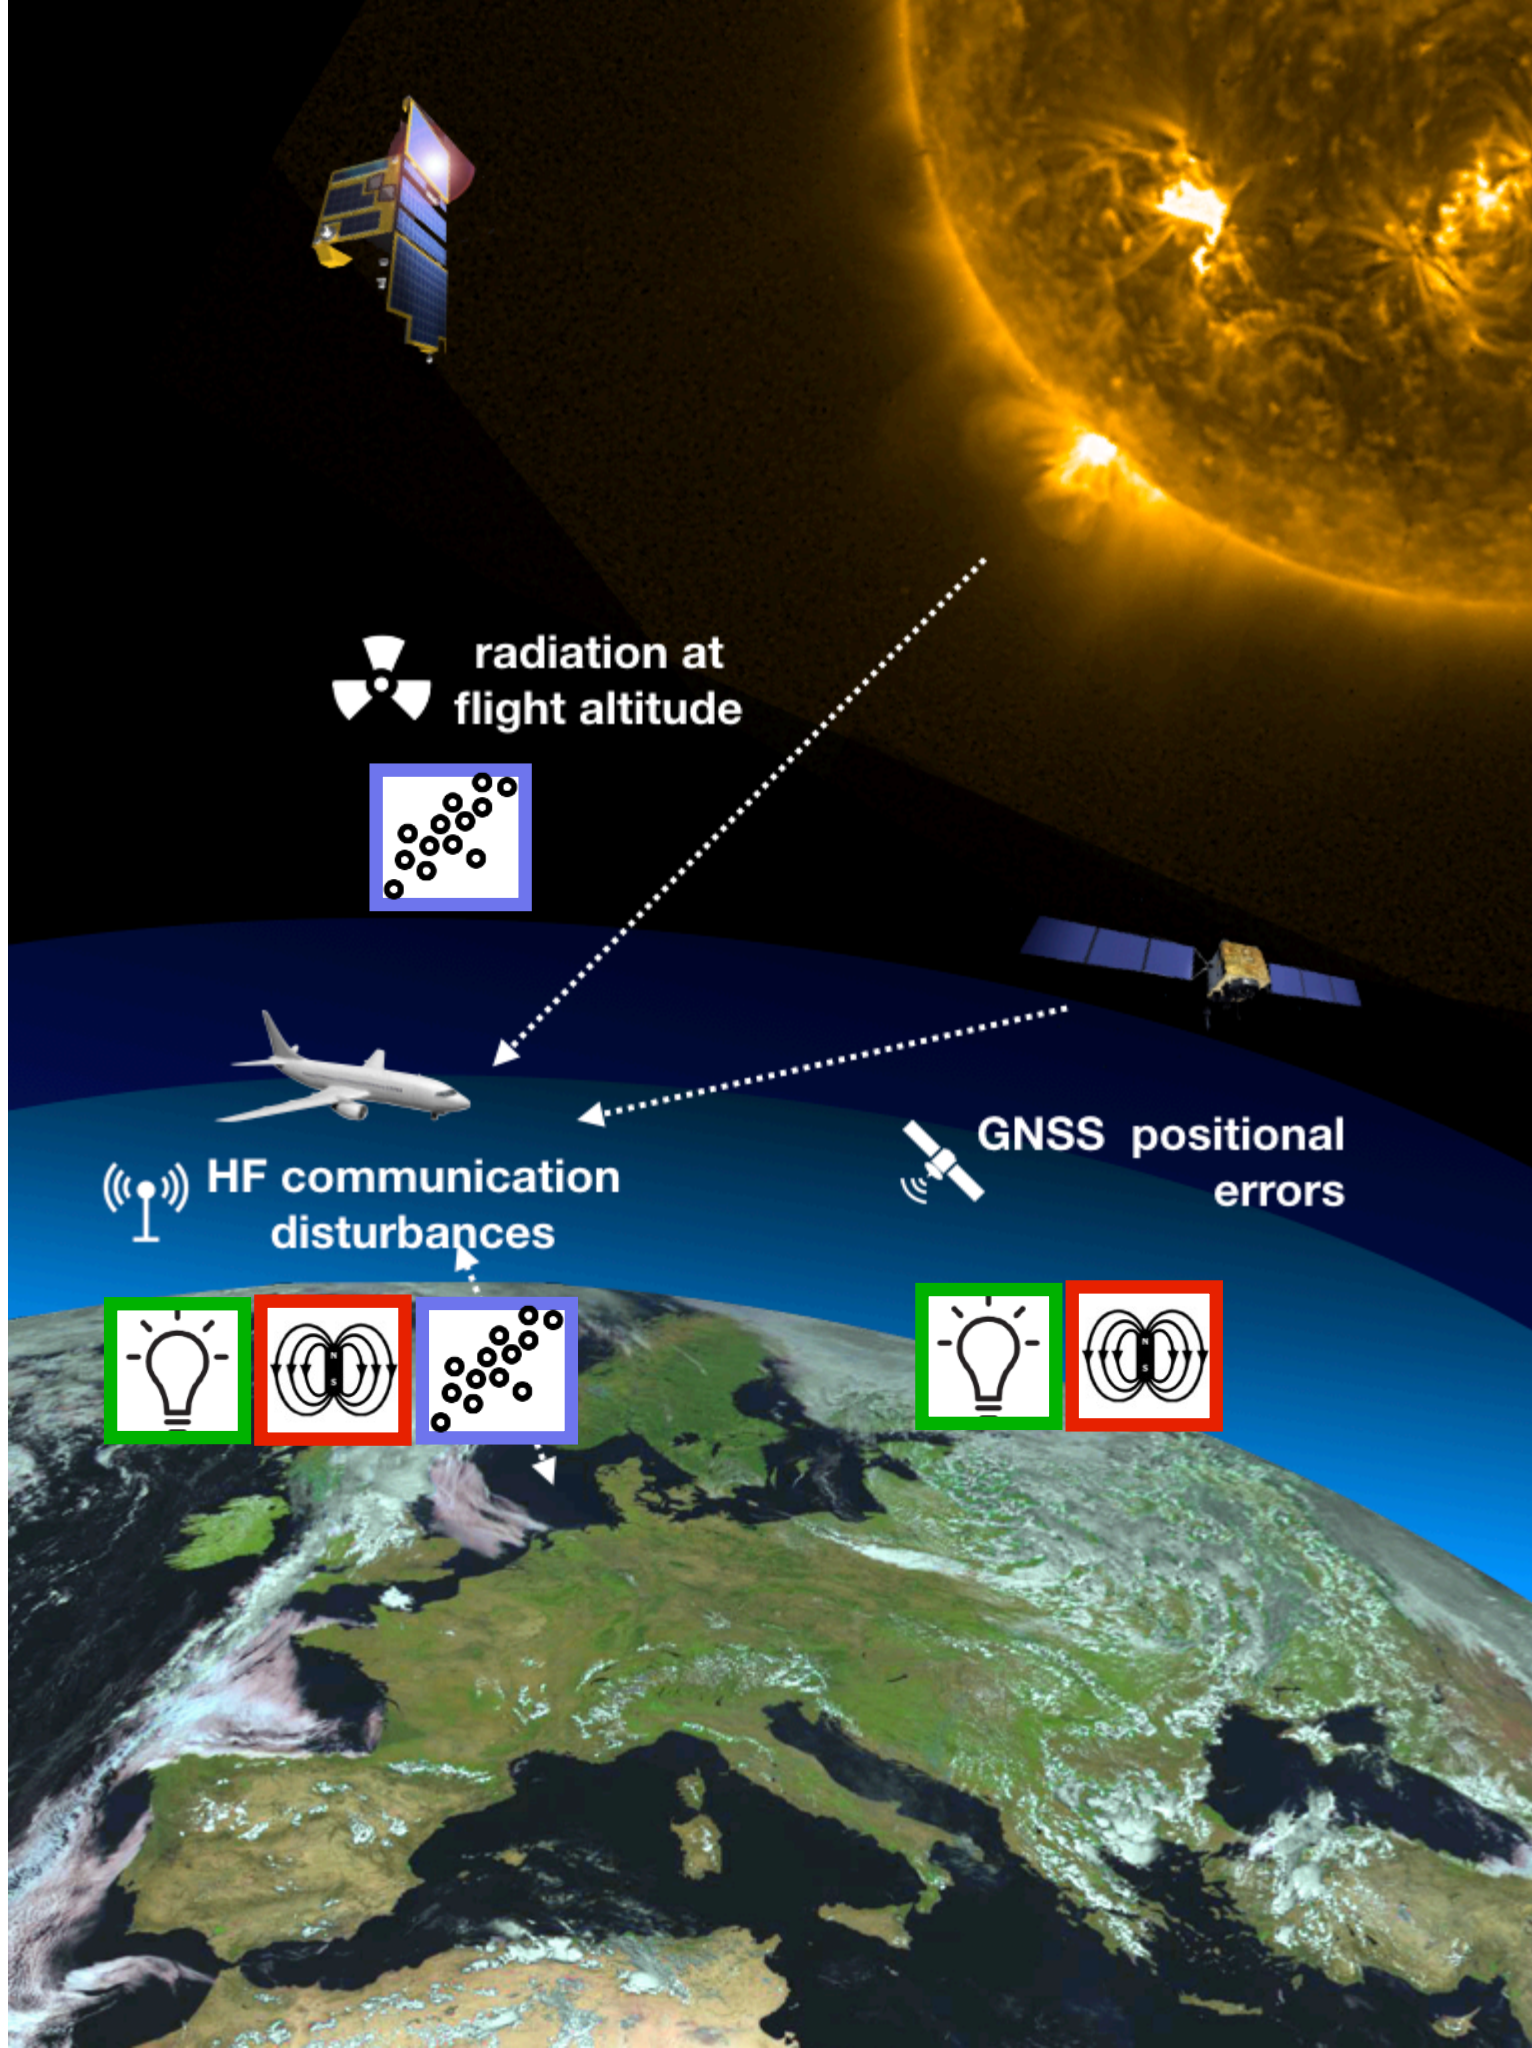 radiation at
flight altitude
GNSS positional
errors
HF communication
disturbances
N
S
N
S